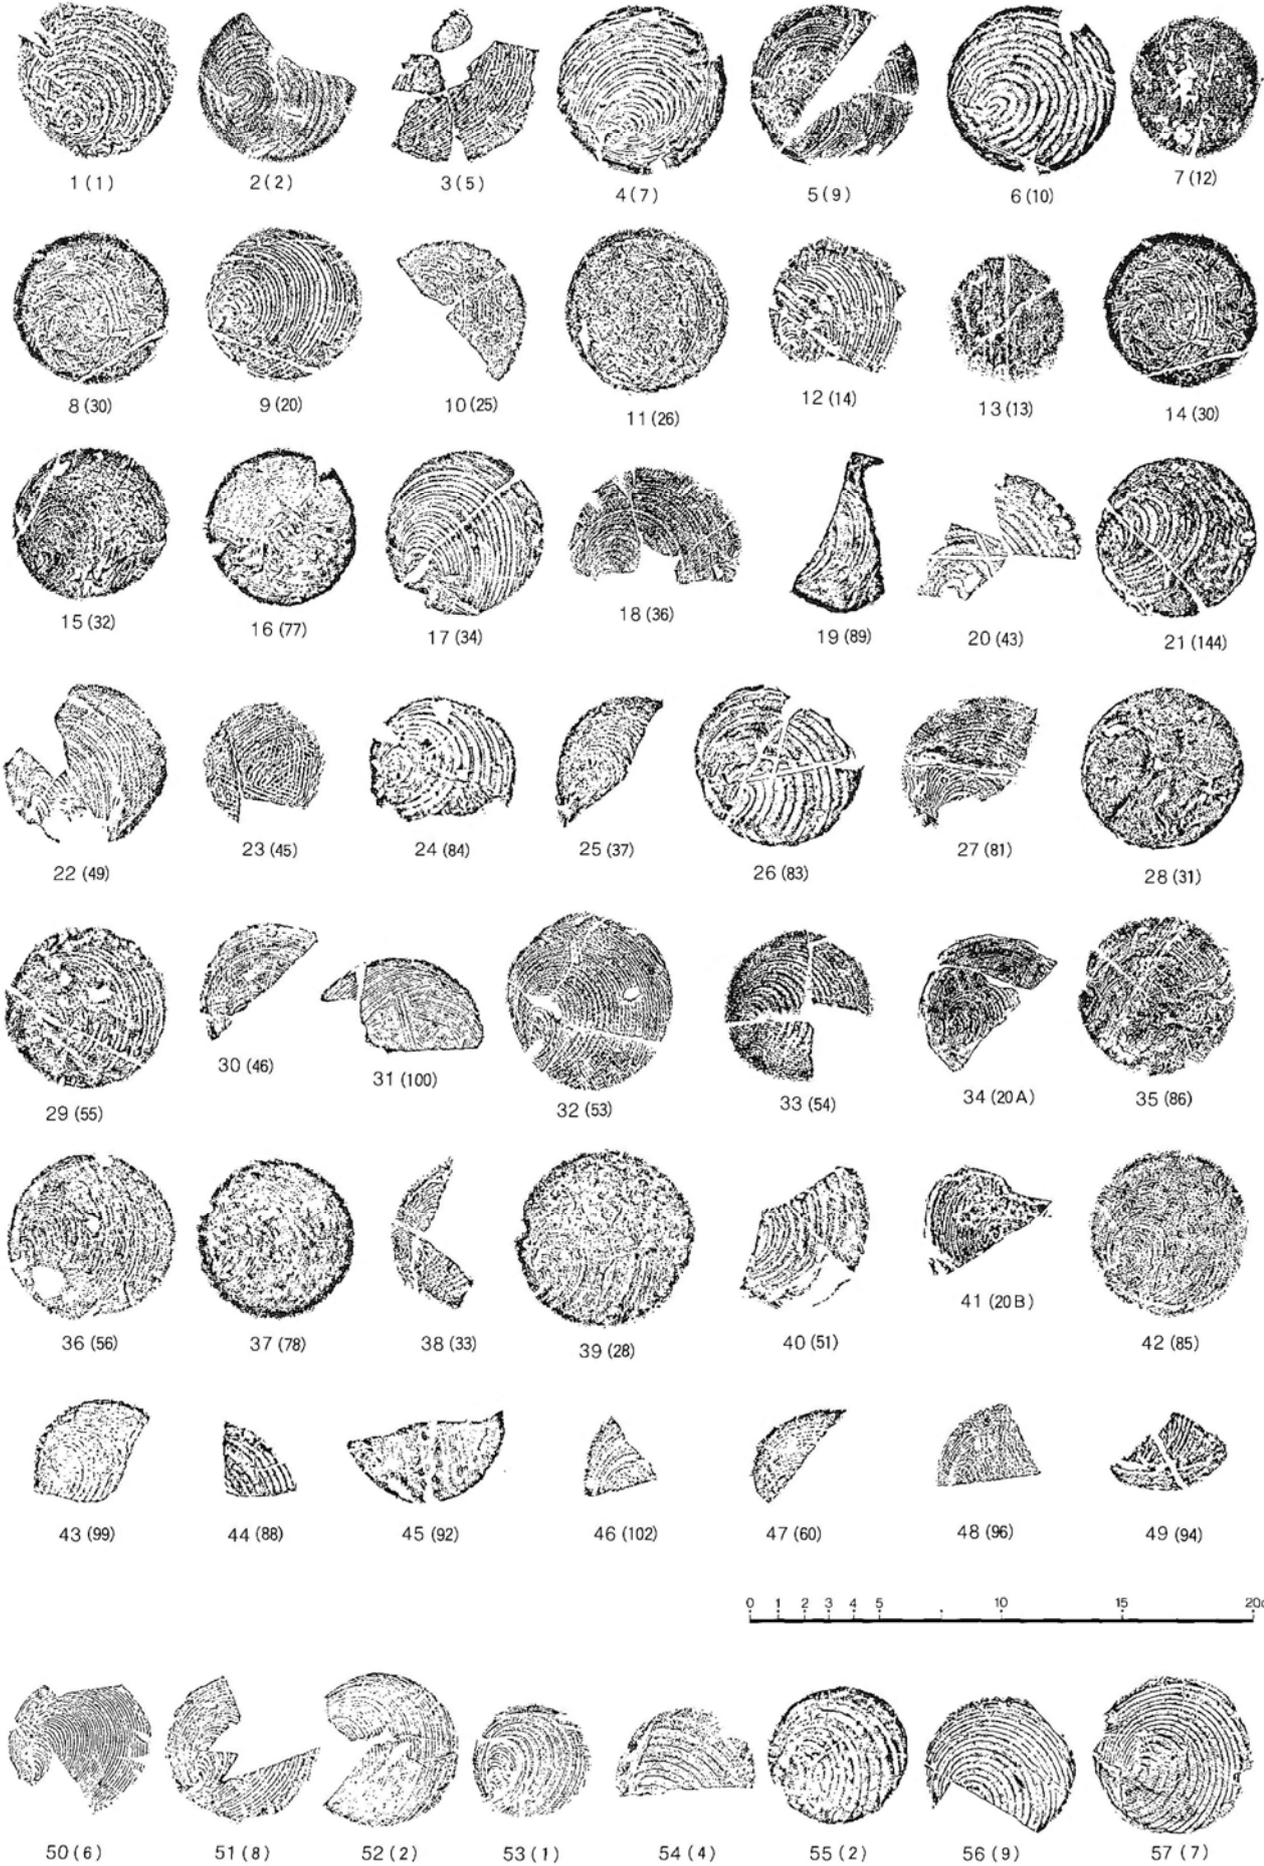 1 (1) 2 (2) 3 (5) 4 (7) 5 (9) 6 (10) 7 (12)
8 (30) 9 (20) 10 (25) 11 (26) 12 (14) 13 (13) 14 (30)
15 (32) 16 (77) 17 (34) 18 (36) 19 (89) 20 (43) 21 (144)
22 (49) 23 (45) 24 (84) 25 (37) 26 (83) 27 (81) 28 (31)
29 (55) 30 (46) 31 (100) 32 (53) 33 (54) 34 (20A) 35 (86)
36 (56) 37 (78) 38 (33) 39 (28) 40 (51) 41 (20B) 42 (85)
43 (99) 44 (88) 45 (92) 46 (102) 47 (60) 48 (96) 49 (94)
0 1 2 3 4 5 10 15 20c
50 (6) 51 (8) 52 (2) 53 (1) 54 (4) 55 (2) 56 (9) 57 (7)